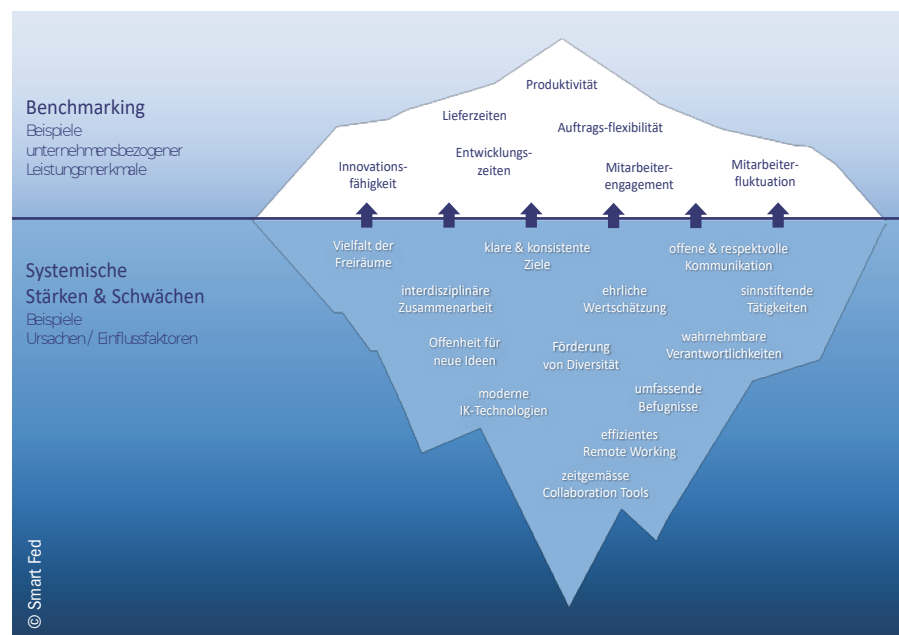 Benchmarking
Beispiele
unternehmensbezogener
Leistungsmerkmale
Produktivität
Lieferzeiten
Auftrags-flexibilität
Entwicklungs-
zeiten
Innovations-
fähigkeit
Mitarbeiter-
engagement
Mitarbeiter-
fluktuation
Systemische
Stärken & Schwächen
Beispiele
Ursachen / Einflussfaktoren
Vielfalt der
Freiräume
klare & konsistente
Ziele
offene & respektvolle
Kommunikation
interdisziplinäre
Zusammenarbeit
ehrliche
Wertschätzung
sinnstiftende
Tätigkeiten
Offenheit für
neue Ideen
Förderung
von Diversität
wahrnehmbare
Verantwortlichkeiten
moderne
IK-Technologien
umfassende
Befugnisse
effizientes
Remote Working
zeitgemässe
Collaboration Tools
© Smart Fed